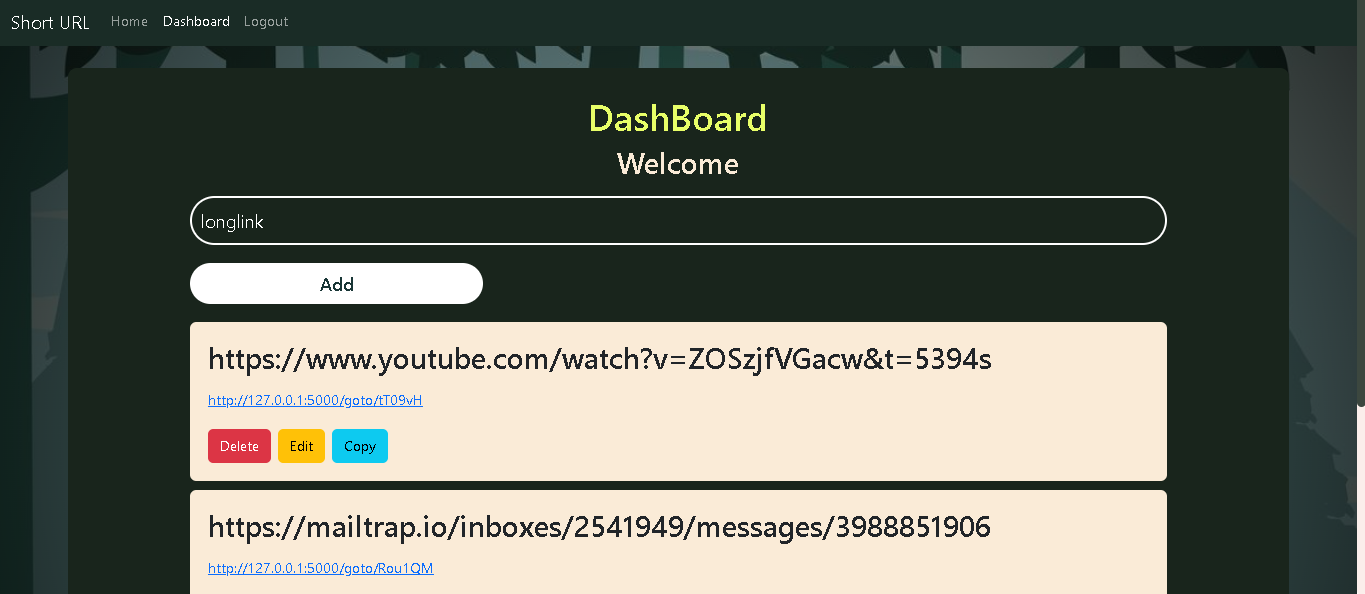 Short URL Home Dashboard Logout
DashBoard
Welcome
longlink
Add
https://www.youtube.com/watch?v=ZOSzjfVGacw&t=5394s
http://127.0.0.1:5000/goto/tT09vH
Delete Edit Copy
https://mailtrap.io/inboxes/2541949/messages/3988851906
http://127.0.0.1:5000/goto/Rou1QM